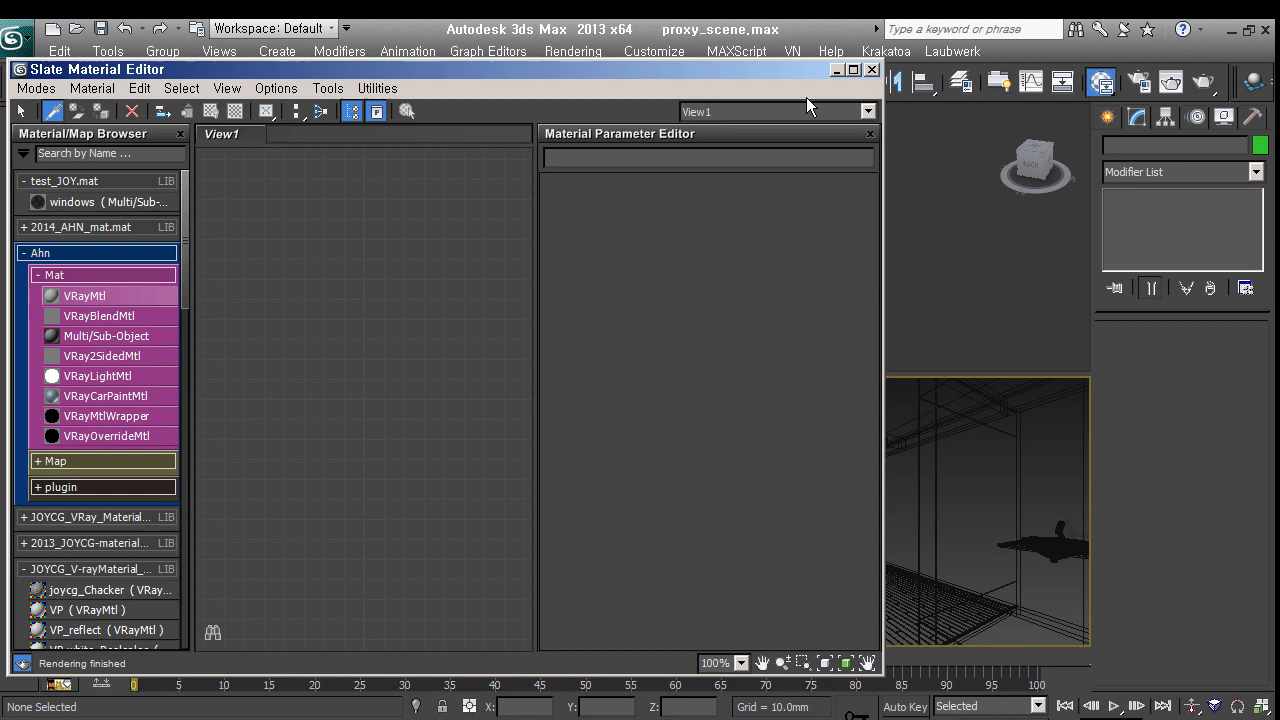 Workspace: Default
Autodesk 3ds Max 2013 x64 proxy_scene.max
Type a keyword or phrase
Edit Tools Group Views Create Modifiers Animation Graph Editors Rendering Customize MAXScript VN Help Krakatoa Laubwerk
Slate Material Editor
Modes Material Edit Select View Options Tools Utilities
View1
Material/Map Browser
View1
Material Parameter Editor
Search by Name ...
Modifier List
- test_JOY.mat LIB
windows ( Multi/Sub-...
+ 2014_AHN_mat.mat LIB
- Ahn
- Mat
VRayMtl
VRayBlendMtl
Multi/Sub-Object
VRay2SidedMtl
VRayLightMtl
VRayCarPaintMtl
VRayMtlWrapper
VRayOverrideMtl
+ Map
+ plugin
+ JOYCG_VRay_Material... LIB
+ 2013_JOYCG-material... LIB
- JOYCG_V-rayMaterial_... LIB
joycg_Chacker ( VRay...
VP ( VRayMtl )
VP_reflect ( VRayMtl )
BACK
Rendering finished
100%
0 5 10 15 20 25 30 35 40 45 50 55 60 65 70 75 80 85 90 95 100
None Selected
X:
Y:
Z:
Grid = 10.0mm
Auto Key
Selected